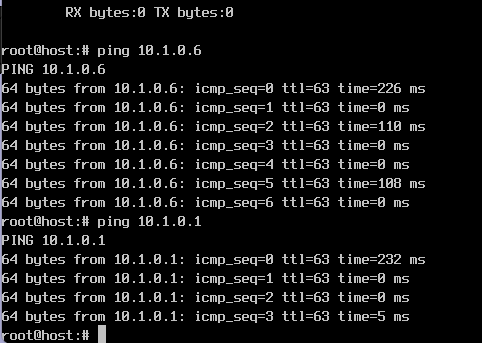 RX bytes:0 TX bytes:0
root@host:# ping 10.1.0.6
PING 10.1.0.6
64 bytes from 10.1.0.6: icmp_seq=0 ttl=63 time=226 ms
64 bytes from 10.1.0.6: icmp_seq=1 ttl=63 time=0 ms
64 bytes from 10.1.0.6: icmp_seq=2 ttl=63 time=110 ms
64 bytes from 10.1.0.6: icmp_seq=3 ttl=63 time=0 ms
64 bytes from 10.1.0.6: icmp_seq=4 ttl=63 time=0 ms
64 bytes from 10.1.0.6: icmp_seq=5 ttl=63 time=108 ms
64 bytes from 10.1.0.6: icmp_seq=6 ttl=63 time=0 ms
root@host:# ping 10.1.0.1
PING 10.1.0.1
64 bytes from 10.1.0.1: icmp_seq=0 ttl=63 time=232 ms
64 bytes from 10.1.0.1: icmp_seq=1 ttl=63 time=0 ms
64 bytes from 10.1.0.1: icmp_seq=2 ttl=63 time=0 ms
64 bytes from 10.1.0.1: icmp_seq=3 ttl=63 time=5 ms
root@host:#